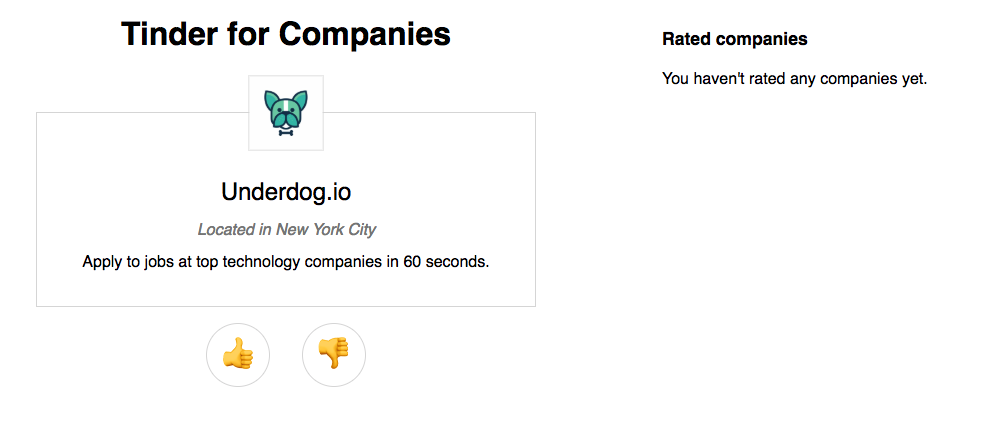 Tinder for Companies
Underdog.io
Located in New York City
Apply to jobs at top technology companies in 60 seconds.
Rated companies
You haven't rated any companies yet.